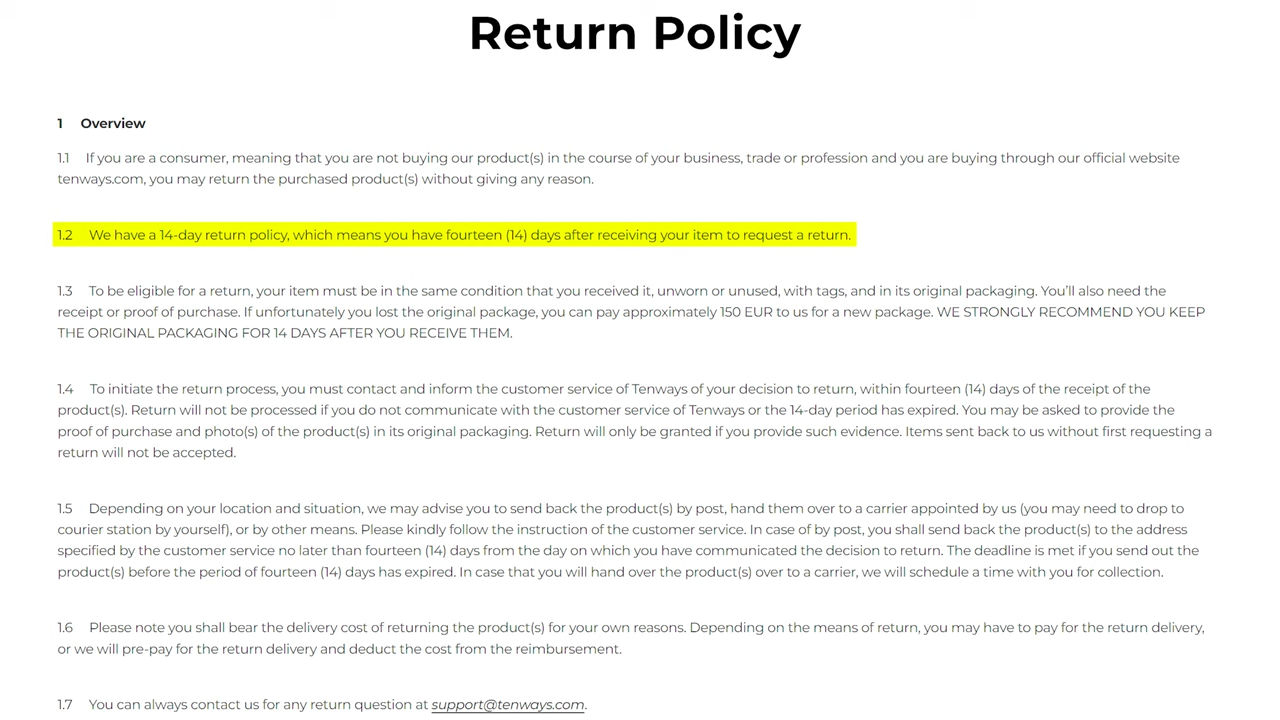 Return Policy
1 Overview
1.1 If you are a consumer, meaning that you are not buying our product(s) in the course of your business, trade or profession and you are buying through our official website
tenways.com, you may return the purchased product(s) without giving any reason.
1.2 We have a 14-day return policy, which means you have fourteen (14) days after receiving your item to request a return.
1.3 To be eligible for a return, your item must be in the same condition that you received it, unworn or unused, with tags, and in its original packaging. You’ll also need the
receipt or proof of purchase. If unfortunately you lost the original package, you can pay approximately 150 EUR to us for a new package. WE STRONGLY RECOMMEND YOU KEEP
THE ORIGINAL PACKAGING FOR 14 DAYS AFTER YOU RECEIVE THEM.
1.4 To initiate the return process, you must contact and inform the customer service of Tenways of your decision to return, within fourteen (14) days of the receipt of the
product(s). Return will not be processed if you do not communicate with the customer service of Tenways or the 14-day period has expired. You may be asked to provide the
proof of purchase and photo(s) of the product(s) in its original packaging. Return will only be granted if you provide such evidence. Items sent back to us without first requesting a
return will not be accepted.
1.5 Depending on your location and situation, we may advise you to send back the product(s) by post, hand them over to a carrier appointed by us (you may need to drop to
courier station by yourself), or by other means. Please kindly follow the instruction of the customer service. In case of by post, you shall send back the product(s) to the address
specified by the customer service no later than fourteen (14) days from the day on which you have communicated the decision to return. The deadline is met if you send out the
product(s) before the period of fourteen (14) days has expired. In case that you will hand over the product(s) over to a carrier, we will schedule a time with you for collection.
1.6 Please note you shall bear the delivery cost of returning the product(s) for your own reasons. Depending on the means of return, you may have to pay for the return delivery,
or we will pre-pay for the return delivery and deduct the cost from the reimbursement.
1.7 You can always contact us for any return question at support@tenways.com.